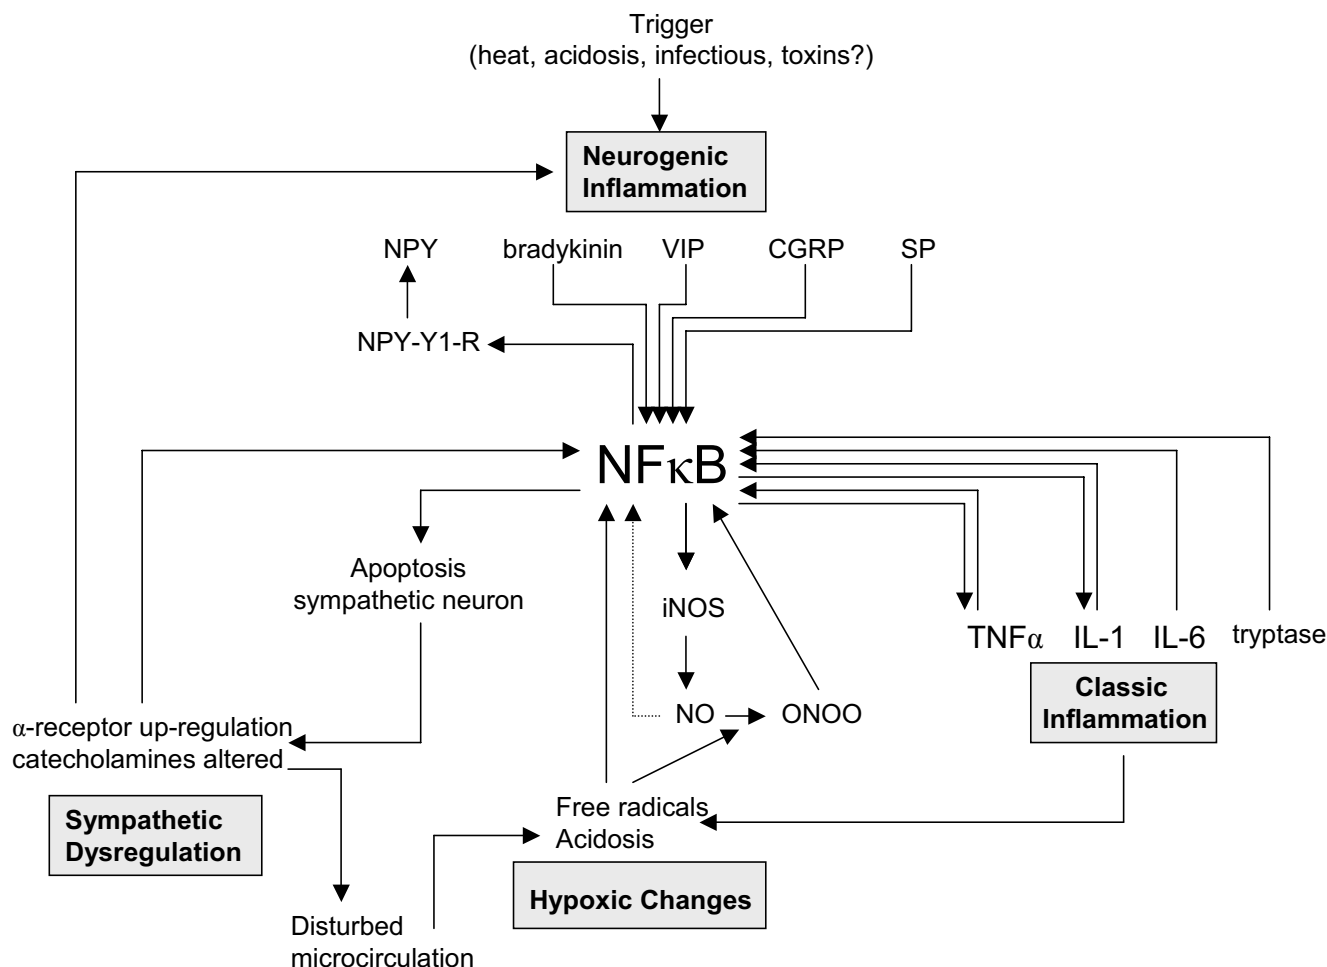 Trigger
(heat, acidosis, infectious, toxins?)
Neurogenic
Inflammation
NPY
bradykinin
VIP
CGRP
SP
NPY-Y1-R
NFκB
Apoptosis
sympathetic neuron
iNOS
TNFα
IL-1
IL-6
tryptase
Classic
Inflammation
NO
ONOO
α-receptor up-regulation
catecholamines altered
Sympathetic
Dysregulation
Free radicals
Acidosis
Hypoxic Changes
Disturbed
microcirculation